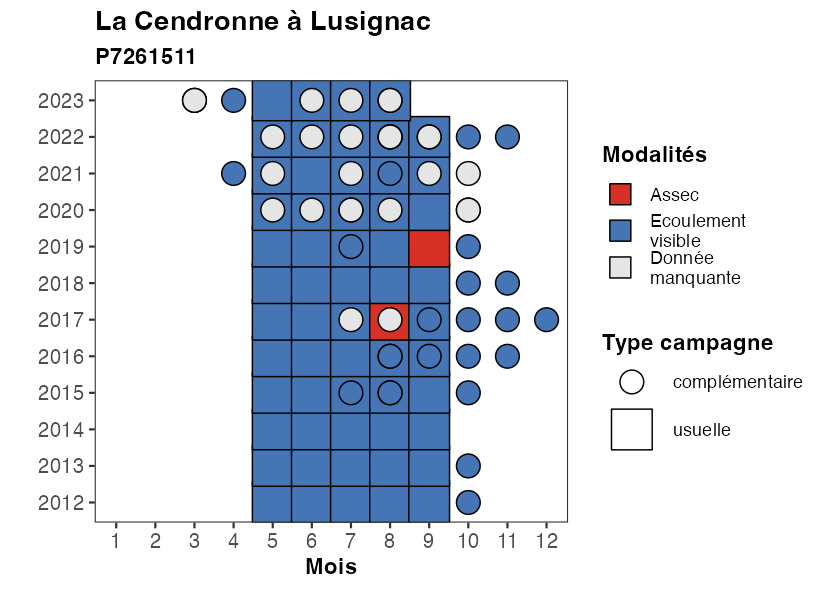 La Cendronne à Lusignac
P7261511
2023
2022
2021
2020
2019
2018
2017
2016
2015
2014
2013
2012
1 2 3 4 5 6 7 8 9 10 11 12
Mois
Modalités
Assec
Ecoulement
visible
Donnée
manquante
Type campagne
complémentaire
usuelle